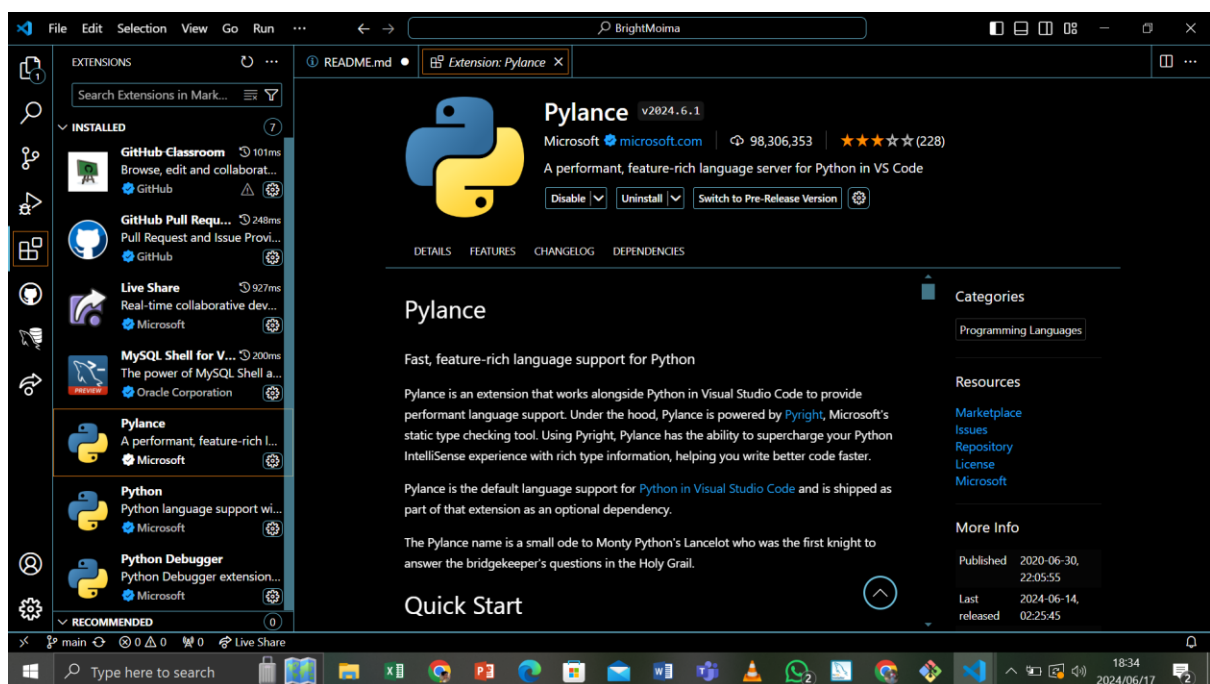 File Edit Selection View Go Run ···
BrightMoima
EXTENSIONS
Search Extensions in Mark...
INSTALLED
7
GitHub Classroom 101ms
Browse, edit and collaborat...
GitHub
GitHub Pull Requ... 248ms
Pull Request and Issue Provi...
GitHub
Live Share 927ms
Real-time collaborative dev...
Microsoft
MySQL Shell for V... 200ms
The power of MySQL Shell a...
PREVIEW
Oracle Corporation
Pylance
A performant, feature-rich l...
Microsoft
Python
Python language support wi...
Microsoft
Python Debugger
Python Debugger extension...
Microsoft
RECOMMENDED
0
1
README.md
Extension: Pylance
Pylance v2024.6.1
Microsoft microsoft.com 98,306,353 (228)
A performant, feature-rich language server for Python in VS Code
Disable Uninstall Switch to Pre-Release Version
DETAILS FEATURES CHANGELOG DEPENDENCIES
Pylance
Fast, feature-rich language support for Python
Pylance is an extension that works alongside Python in Visual Studio Code to provide
performant language support. Under the hood, Pylance is powered by Pyright, Microsoft's
static type checking tool. Using Pyright, Pylance has the ability to supercharge your Python
IntelliSense experience with rich type information, helping you write better code faster.
Pylance is the default language support for Python in Visual Studio Code and is shipped as
part of that extension as an optional dependency.
The Pylance name is a small ode to Monty Python's Lancelot who was the first knight to
answer the bridgekeeper's questions in the Holy Grail.
Quick Start
Categories
Programming Languages
Resources
Marketplace
Issues
Repository
License
Microsoft
More Info
Published 2020-06-30,
22:05:55
Last 2024-06-14,
released 02:25:45
main 0 0 0 Live Share
Type here to search
2
18:34
2024/06/17
2